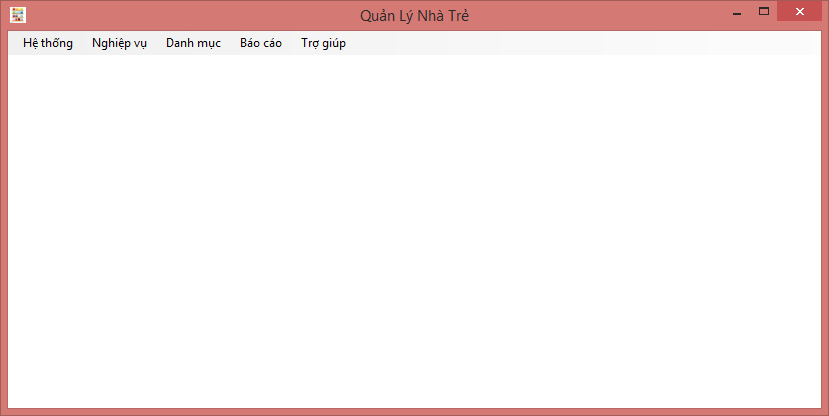 Quản Lý Nhà Trẻ
Hệ thống Nghiệp vụ Danh mục Báo cáo Trợ giúp